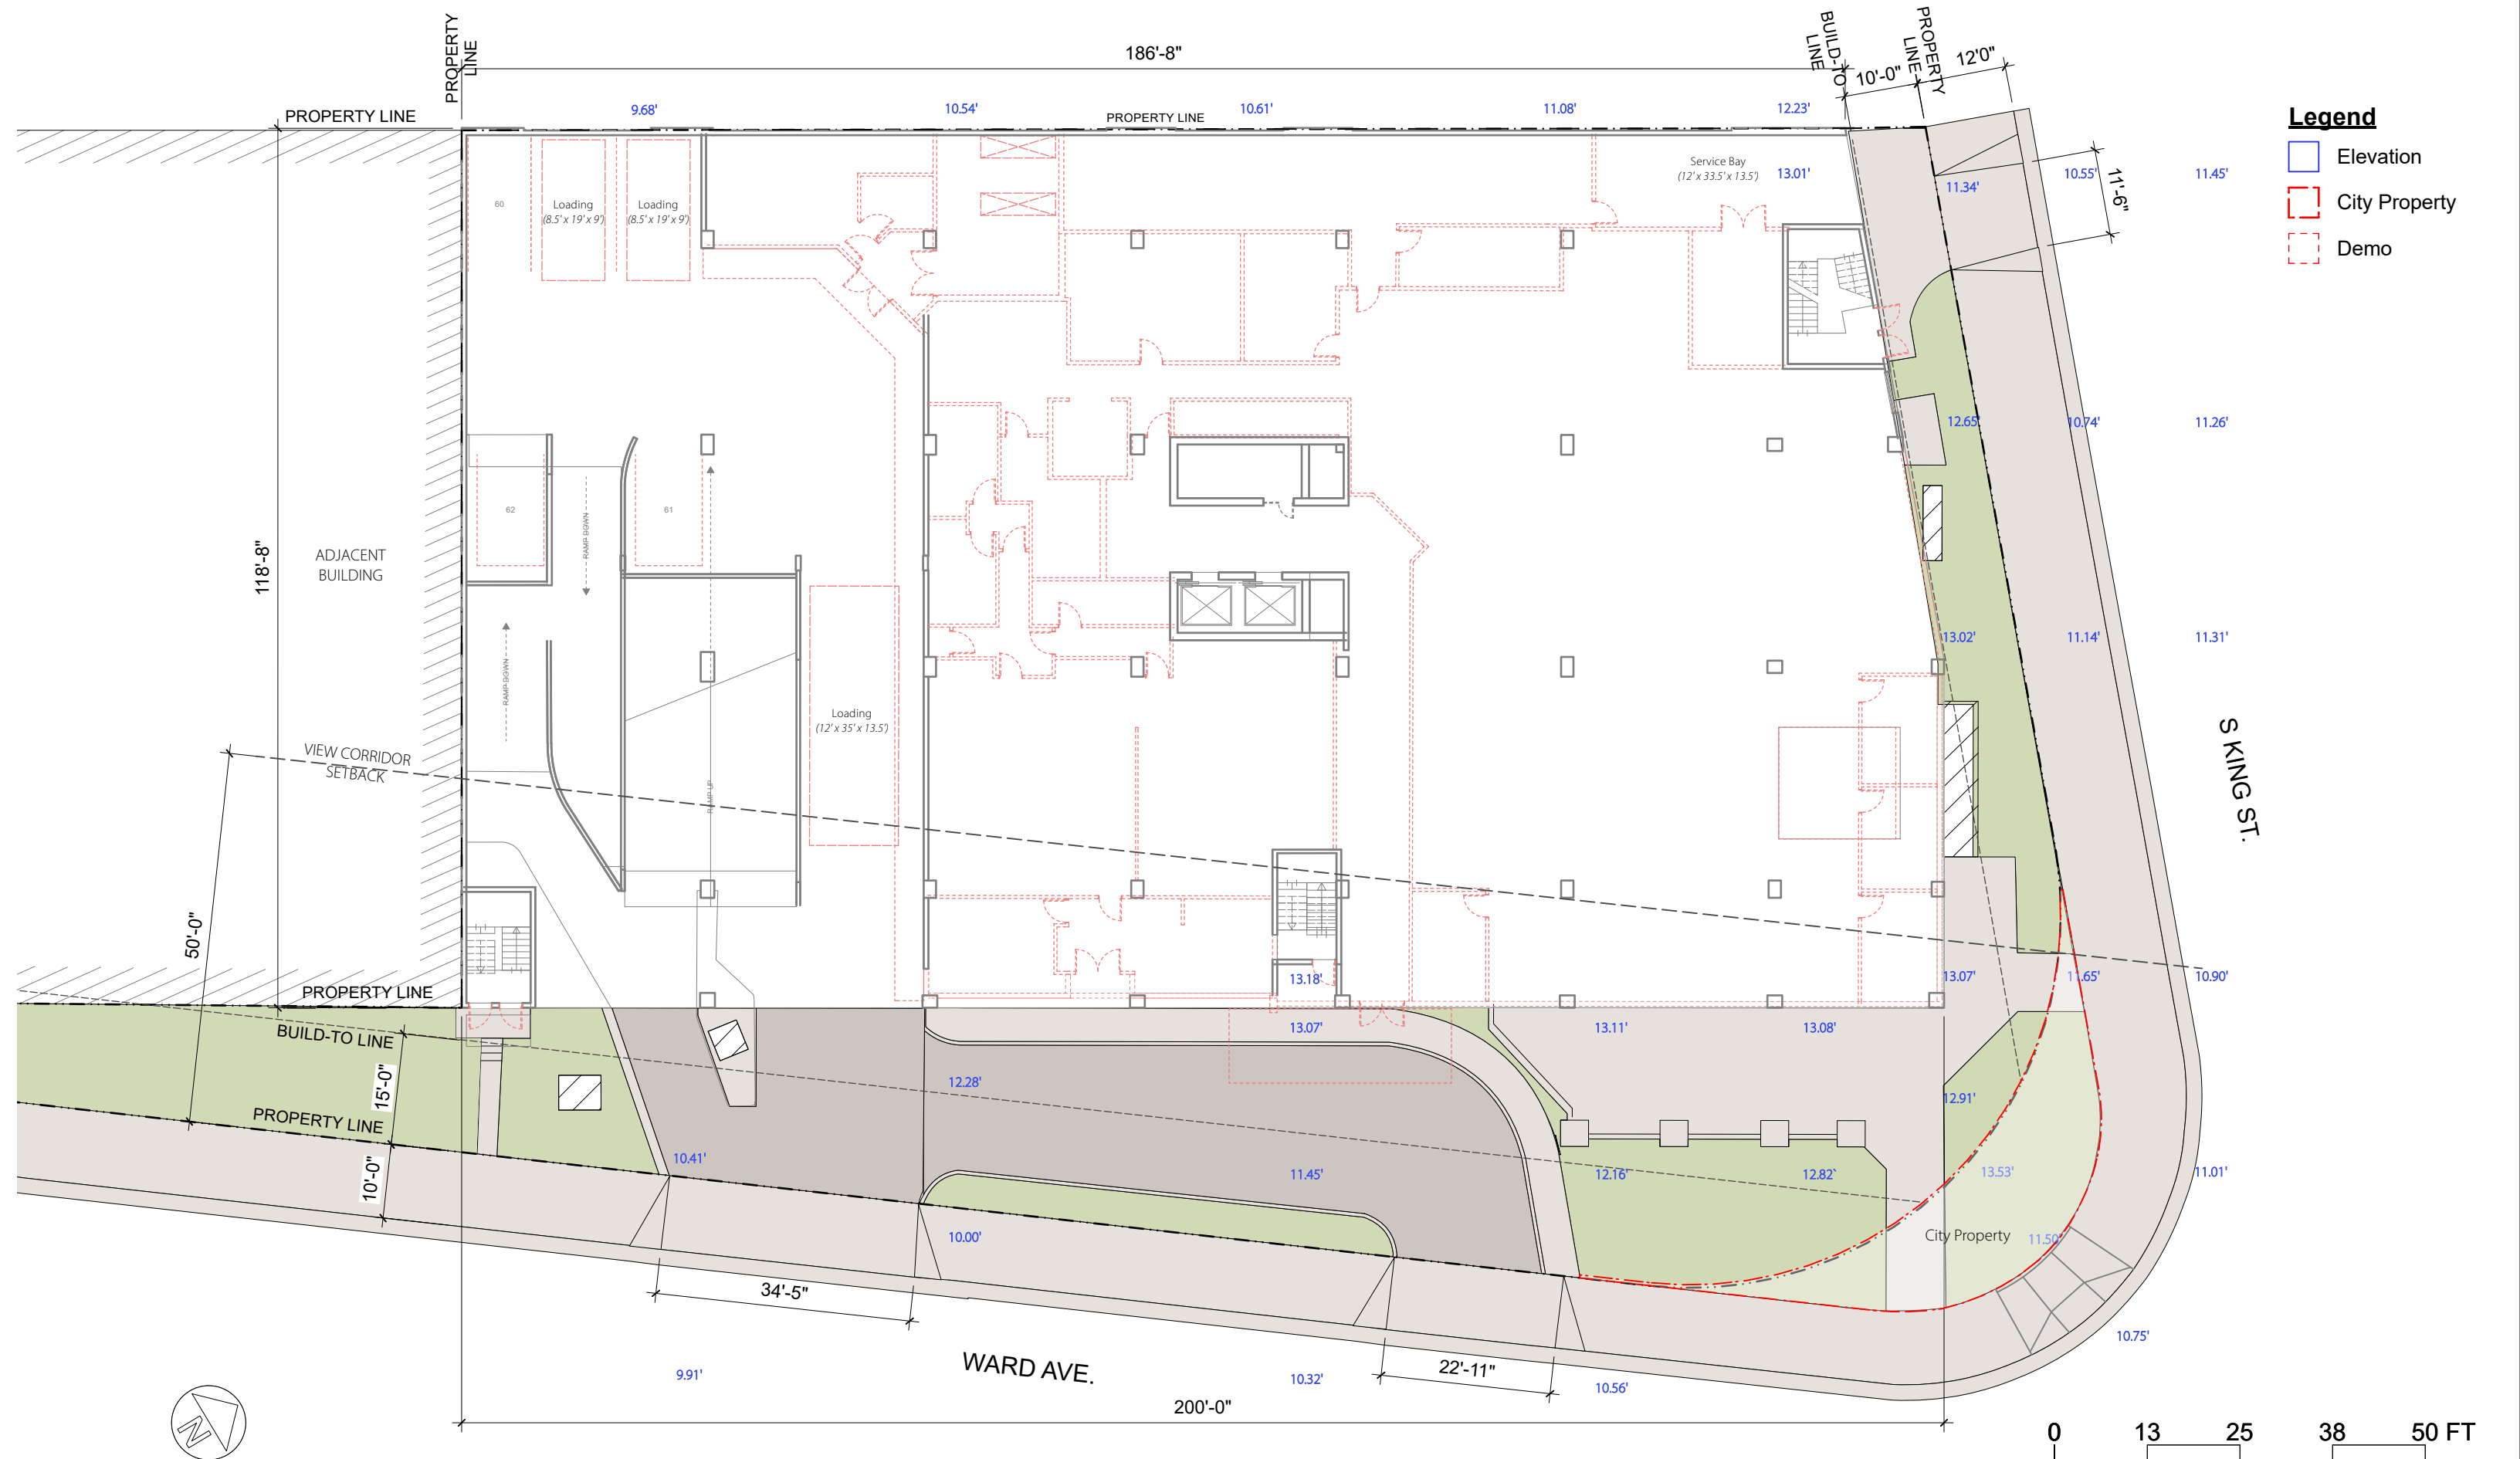 PROPERTY
LINE
186'-8"
BUILD-TO
LINE
PROPERTY
LINE
10'-0"
12'0"
PROPERTY LINE
9.68'
10.54'
10.61'
11.08'
12.23'
PROPERTY LINE
Legend
Elevation
City Property
Demo
Service Bay
(12' x 33.5' x 13.5')
13.01'
11.34'
10.55'
11.45'
11'-6"
60
Loading
(8.5' x 19' x 9')
Loading
(8.5' x 19' x 9')
12.65'
10.74'
11.26'
62
RAMP DOWN
61
118'-8"
ADJACENT
BUILDING
13.02'
11.14'
11.31'
RAMP DOWN
Loading
(12' x 35' x 13.5')
VIEW CORRIDOR
SETBACK
RAMP UP
S KING ST.
50'-0"
13.18'
13.07'
11.65'
10.90'
PROPERTY LINE
BUILD-TO LINE
13.07'
13.11'
13.08'
15'-0"
12.28'
12.91'
PROPERTY LINE
10.41'
11.45'
12.16'
12.82'
13.53'
11.01'
10'-0"
10.00'
City Property
11.50'
34'-5"
10.75'
WARD AVE.
9.91'
10.32'
22'-11"
10.56'
200'-0"
N
0 13 25 38 50 FT